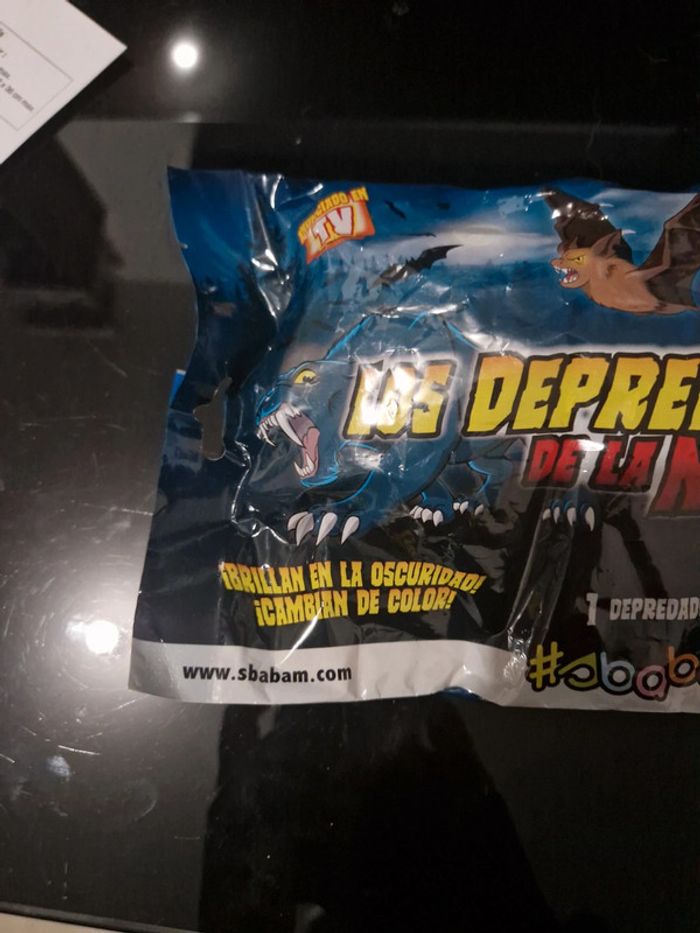 ANUNCIADO EN
TV
LOS DEPRE
DE LA
¡BRILLAN EN LA OSCURIDAD!
¡CAMBIAN DE COLOR!
1 DEPREDAD
www.sbabam.com
#sbab